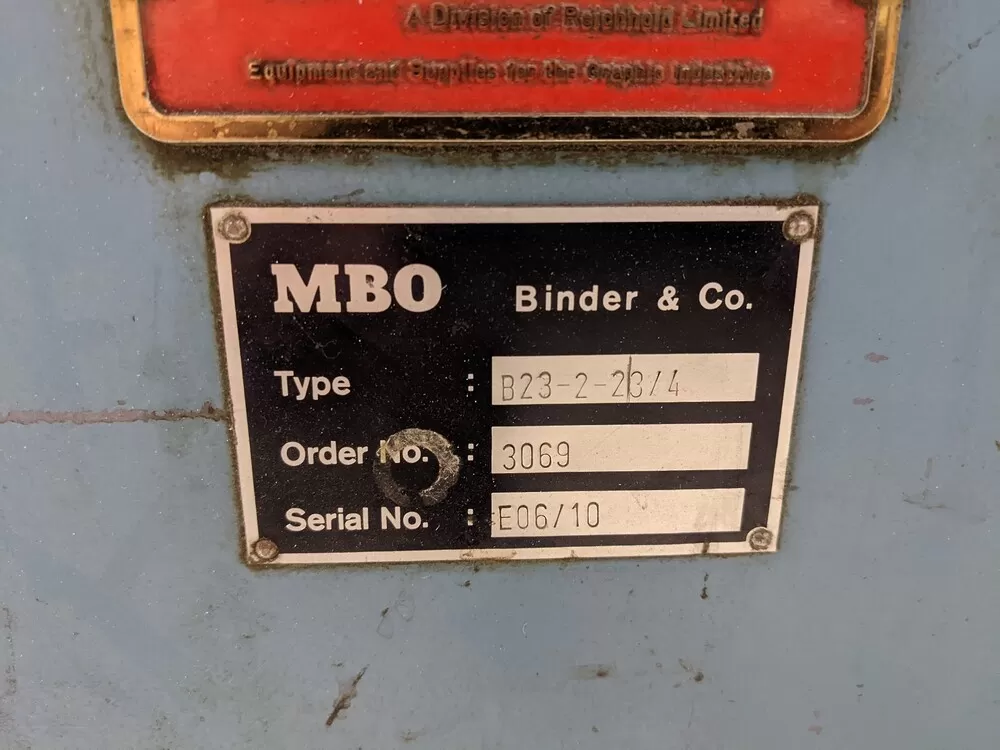 A Division of Reichhold Limited
Equipment and Supplies for the Graphic Industries
MBO Binder & Co.
Type : B23-2-23/4
Order No. : 3069
Serial No. : E06/10